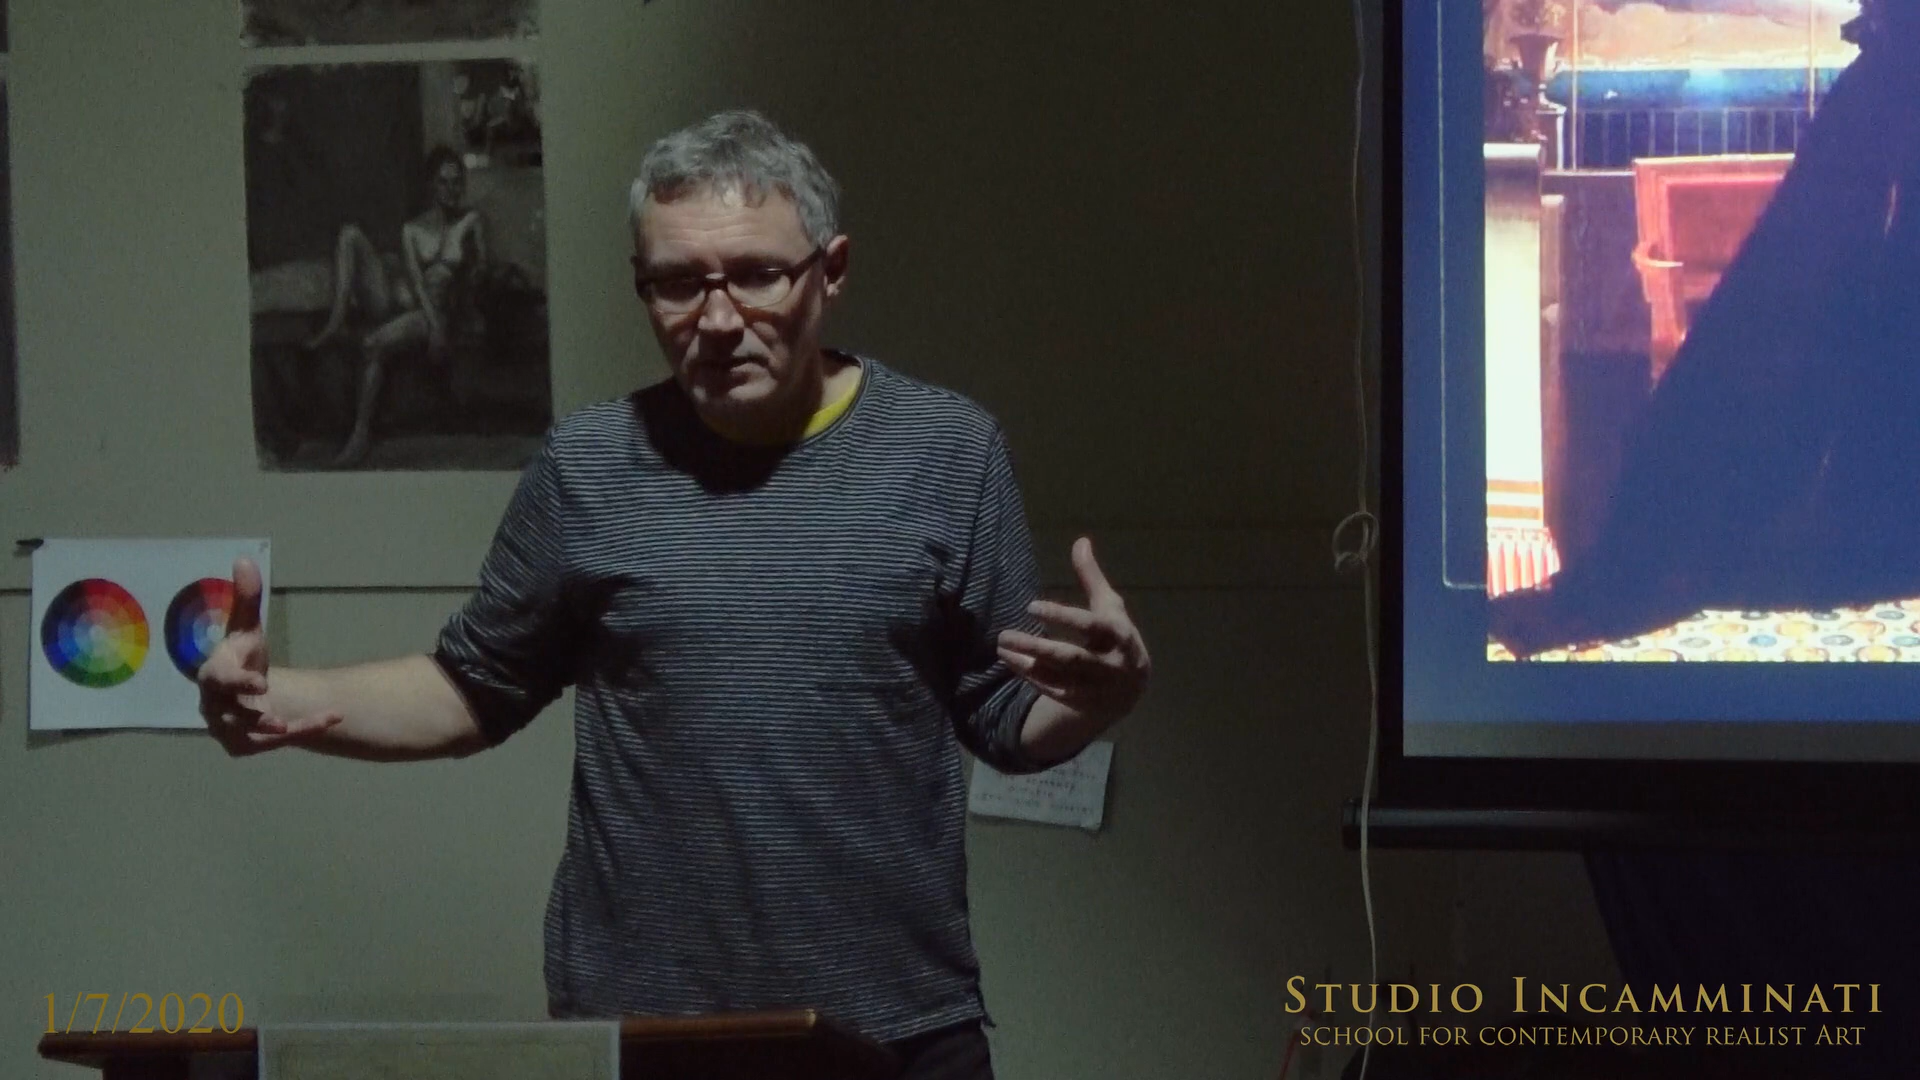 1/7/2020
STUDIO INCAMMINATI
SCHOOL FOR CONTEMPORARY REALIST ART